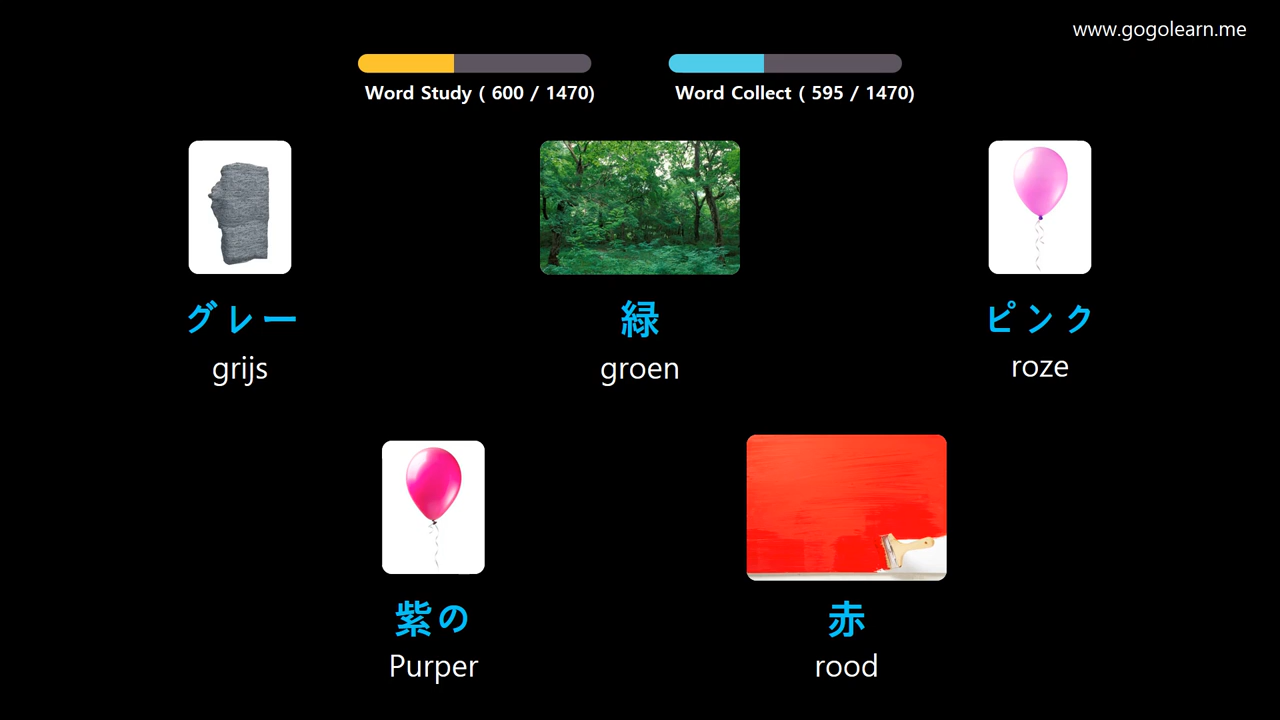 www.gogolearn.me
Word Study ( 600 / 1470)
Word Collect ( 595 / 1470)
グレー
grijs
緑
groen
ピンク
roze
紫の
Purper
赤
rood